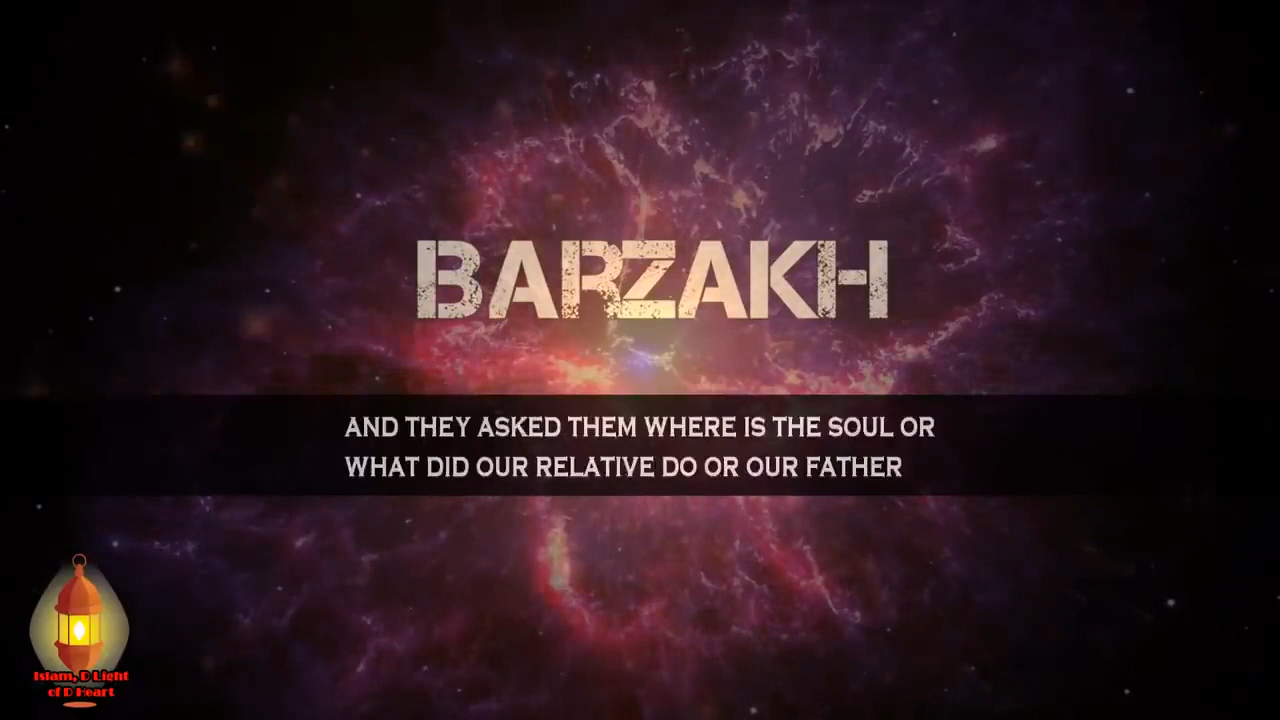 BARZAKH
AND THEY ASKED THEM WHERE IS THE SOUL OR
WHAT DID OUR RELATIVE DO OR OUR FATHER
Islam, D Light
of D Heart